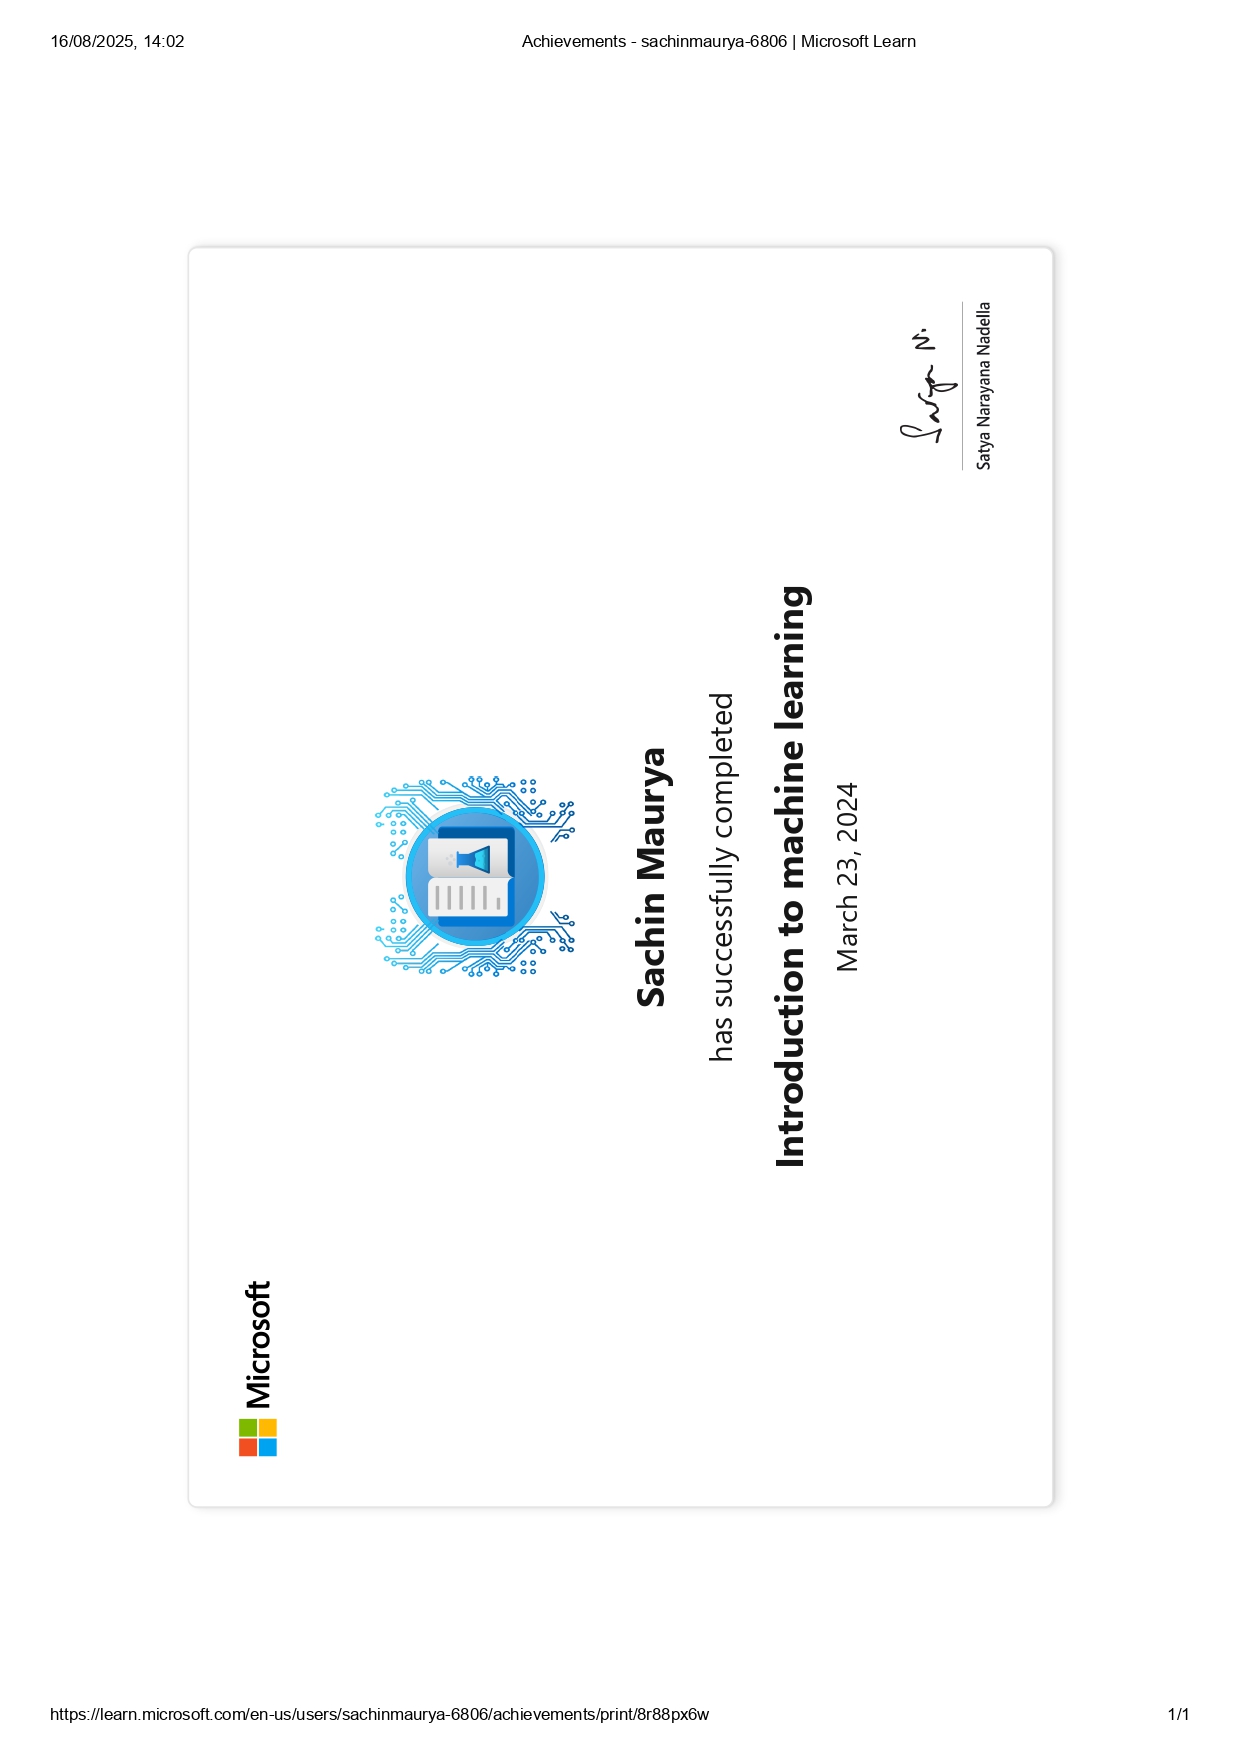 16/08/2025, 14:02
Achievements - sachinmaurya-6806 | Microsoft Learn
Microsoft
Sachin Maurya
has successfully completed
Introduction to machine learning
March 23, 2024
Satya N.
Satya Narayana Nadella
https://learn.microsoft.com/en-us/users/sachinmaurya-6806/achievements/print/8r88px6w
1/1